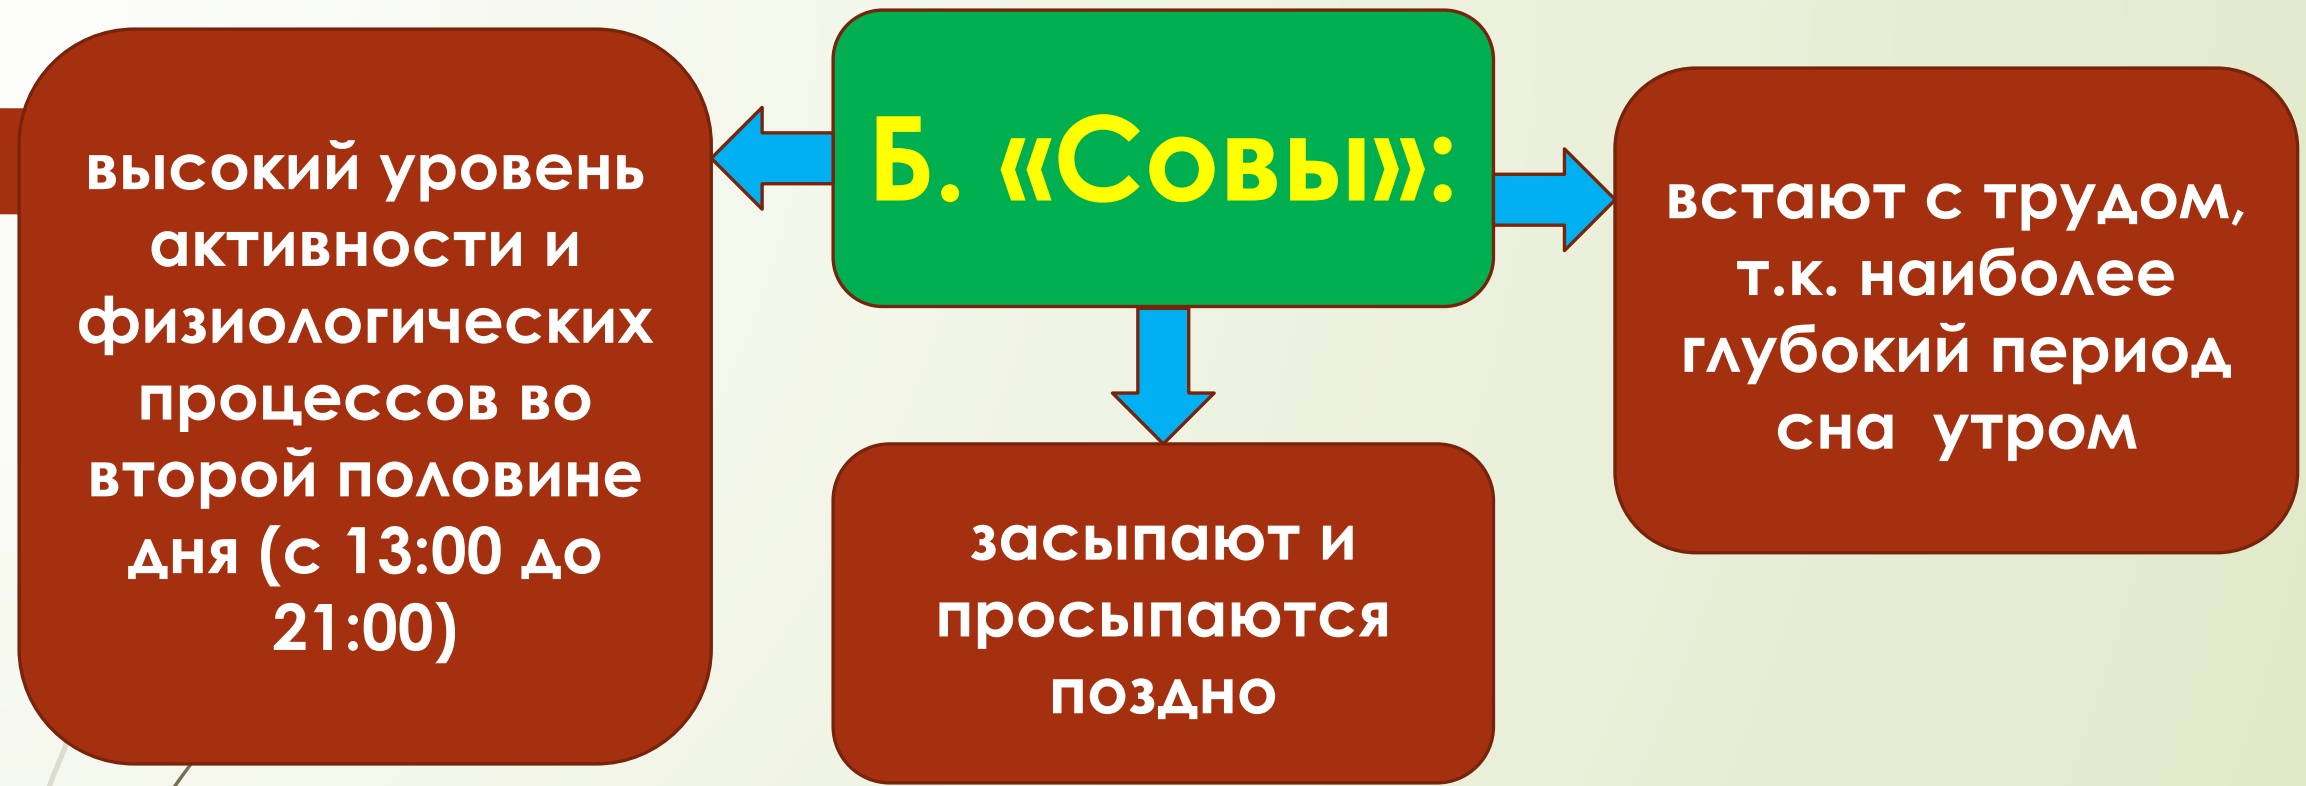 Б. «Совы»:
высокий уровень
активности и
физиологических
процессов во
второй половине
дня (с 13:00 до
21:00)
засыпают и
просыпаются
поздно
встают с трудом,
т.к. наиболее
глубокий период
сна  утром